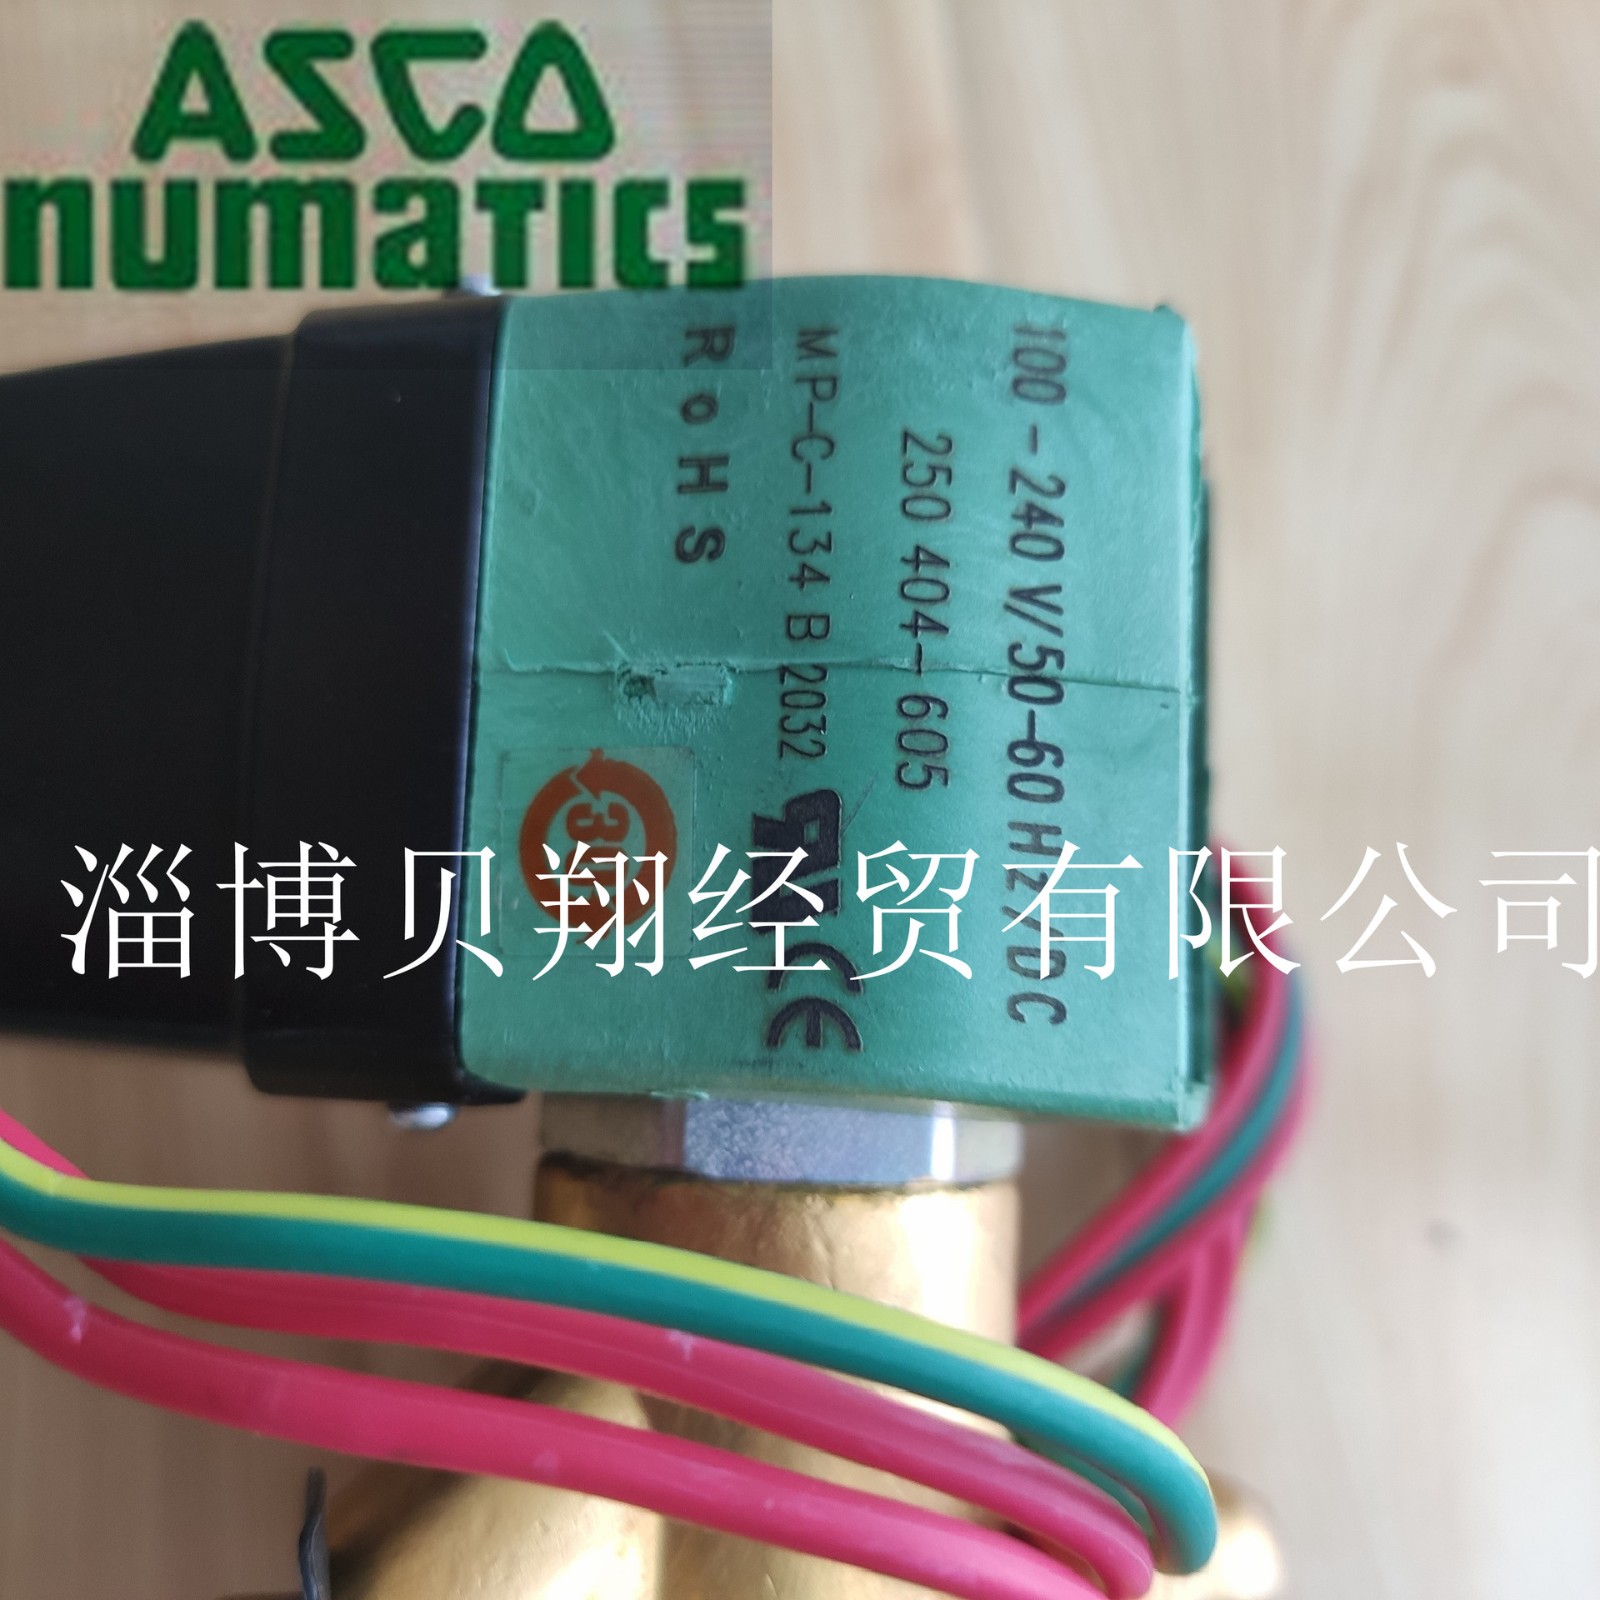 ASCO
numatics
100-240 V/50-60 Hz/DC
250 404-605
MP-C-134 B 2032
CE
RoHS
淄博贝翔经贸有限公司